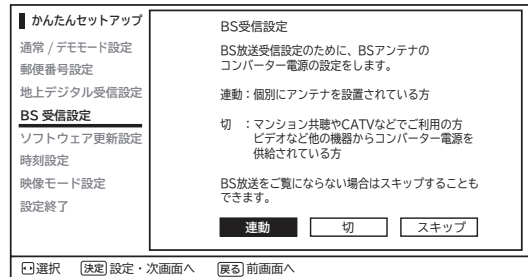 かんたんセットアップ
通常 / デモモード設定
郵便番号設定
地上デジタル受信設定
BS 受信設定
ソフトウェア更新設定
時刻設定
映像モード設定
設定終了
BS受信設定
BS放送受信設定のために、BSアンテナの
コンバーター電源の設定をします。
連動：個別にアンテナを設置されている方
切　：マンション共聴やCATVなどでご利用の方
ビデオなど他の機器からコンバーター電源を
供給されている方
BS放送をご覧にならない場合はスキップすることも
できます。
連動　切　スキップ
選択　決定 設定・次画面へ　戻る 前画面へ